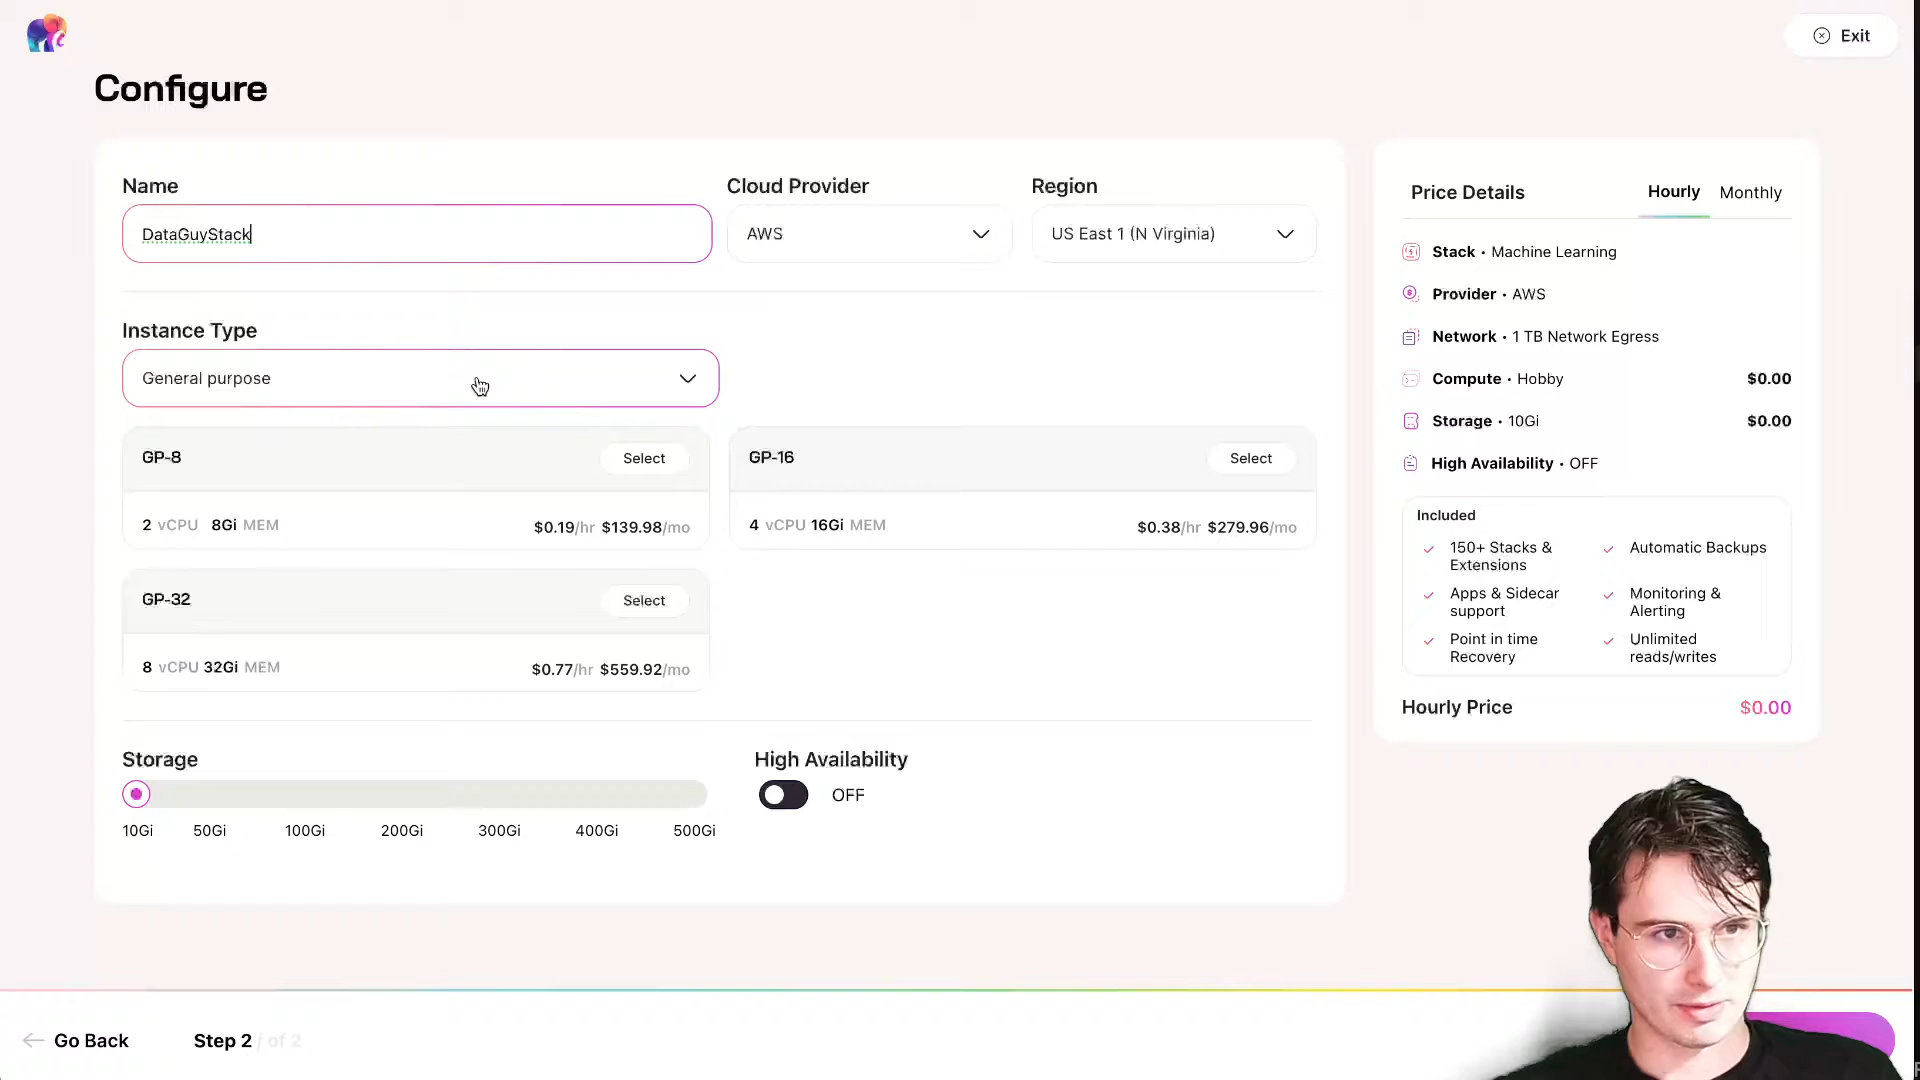 Exit
Configure
Name
Cloud Provider
Region
DataGuyStack
AWS
US East 1 (N Virginia)
Instance Type
General purpose
GP-8
Select
2 vCPU 8Gi MEM
$0.19/hr $139.98/mo
GP-16
Select
4 vCPU 16Gi MEM
$0.38/hr $279.96/mo
GP-32
Select
8 vCPU 32Gi MEM
$0.77/hr $559.92/mo
Storage
10Gi 50Gi 100Gi 200Gi 300Gi 400Gi 500Gi
High Availability
OFF
Price Details
Hourly
Monthly
Stack • Machine Learning
Provider • AWS
Network • 1 TB Network Egress
Compute • Hobby $0.00
Storage • 10Gi $0.00
High Availability • OFF
Included
150+ Stacks &
Extensions
Automatic Backups
Apps & Sidecar
support
Monitoring &
Alerting
Point in time
Recovery
Unlimited
reads/writes
Hourly Price $0.00
Go Back
Step 2 / of 2